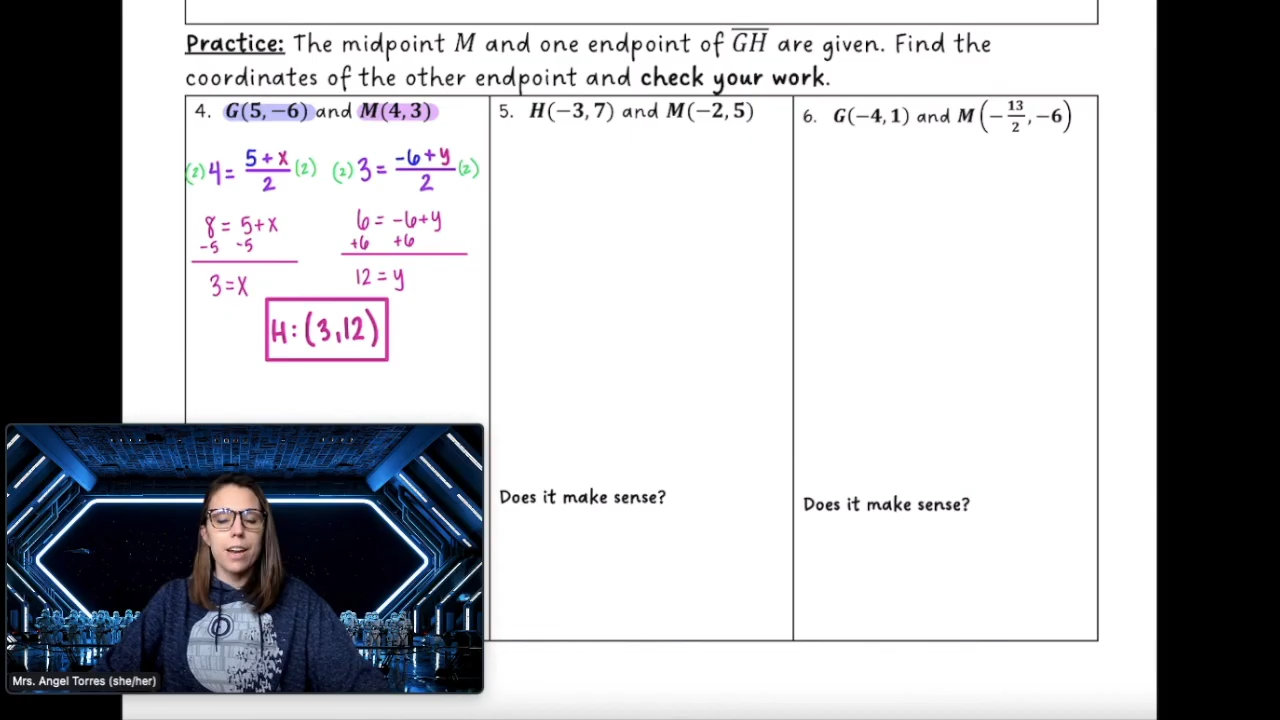 Practice: The midpoint M and one endpoint of GH are given. Find the
coordinates of the other endpoint and check your work.
4. G(5, −6) and M(4, 3)
(2) 4 = 5 + x / 2 (2)
8 = 5 + x
-5 -5
3 = x
(2) 3 = -6 + y / 2 (2)
6 = -6 + y
+6 +6
12 = y
H: (3, 12)
5. H(−3, 7) and M(−2, 5)
Does it make sense?
6. G(−4, 1) and M(−13/2, −6)
Does it make sense?
Mrs. Angel Torres (she/her)